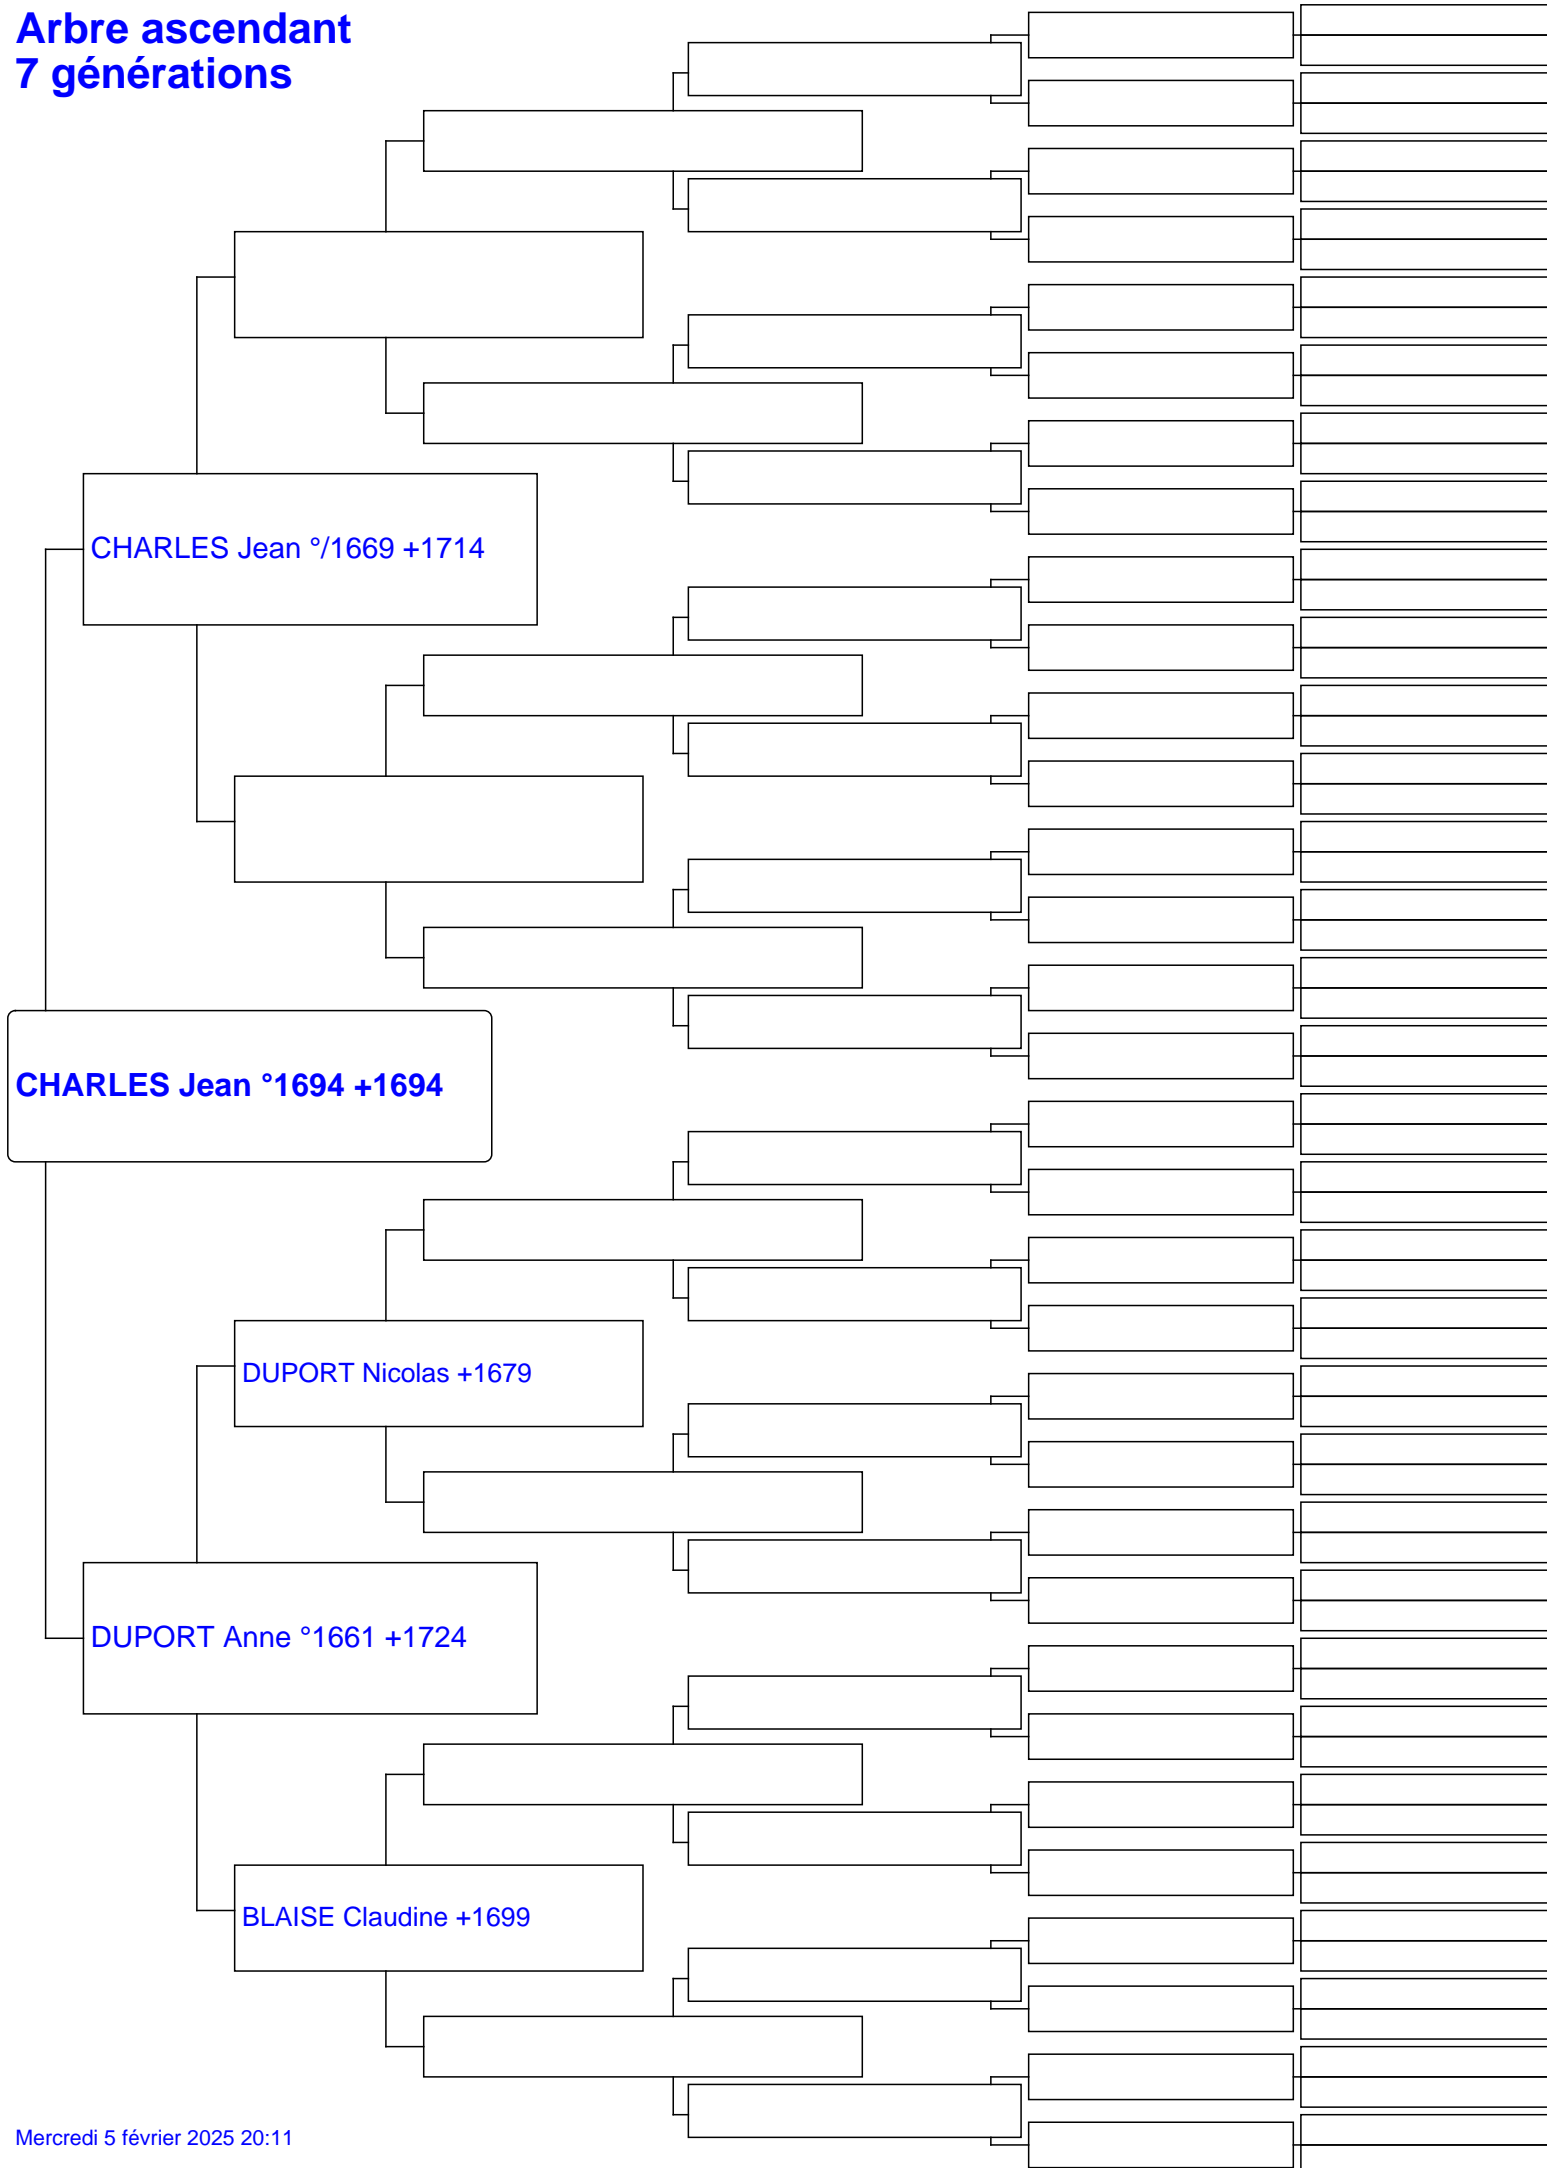 Arbre ascendant
7 générations
CHARLES Jean °/1669 +1714
CHARLES Jean °1694 +1694
DUPORT Nicolas +1679
DUPORT Anne °1661 +1724
BLAISE Claudine +1699
Mercredi 5 février 2025 20:11